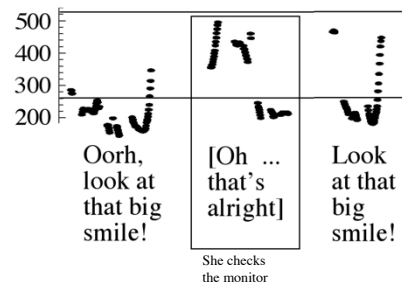 500
400
300
200
Oorh,
look at
that big
smile!
[Oh ...
that's
alright]
Look
at that
big
smile!
She checks
the monitor